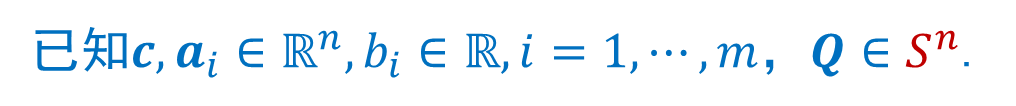 已知𝒄, 𝒂ᵢ ∈ ℝⁿ, bᵢ ∈ ℝ, i = 1, ⋯ , m，𝑸 ∈ Sⁿ.